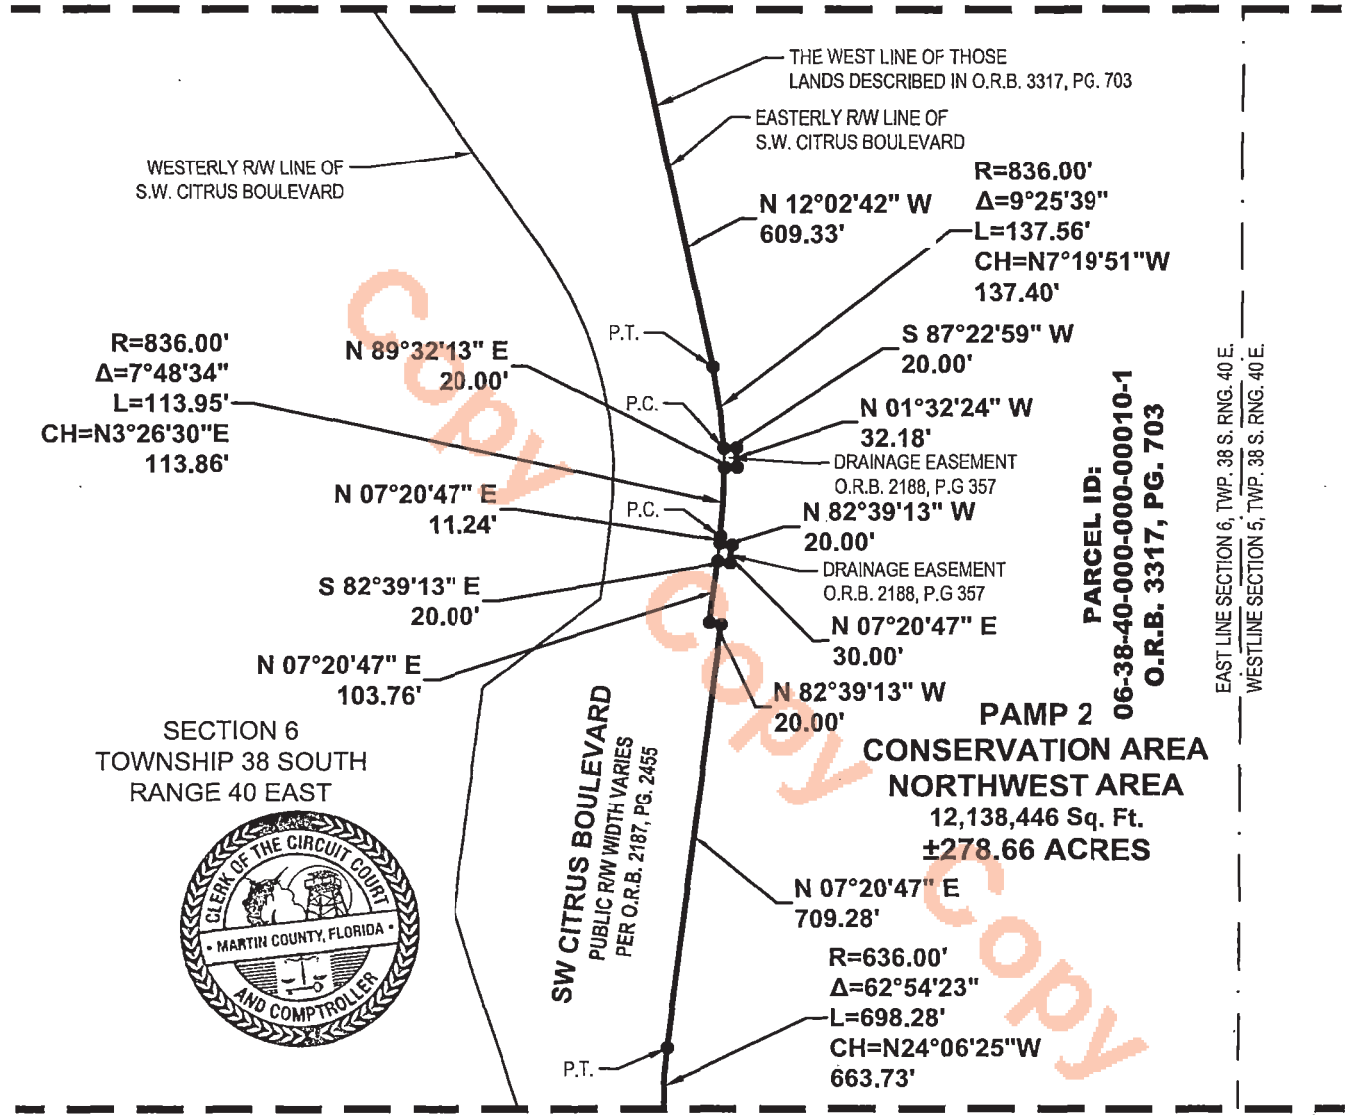 THE WEST LINE OF THOSE
LANDS DESCRIBED IN O.R.B. 3317, PG. 703
EASTERLY R/W LINE OF
S.W. CITRUS BOULEVARD
WESTERLY R/W LINE OF
S.W. CITRUS BOULEVARD
N 12°02'42" W
609.33'
R=836.00'
Δ=9°25'39"
L=137.56'
CH=N7°19'51"W
137.40'
P.T.
S 87°22'59" W
20.00'
R=836.00'
Δ=7°48'34"
L=113.95'
CH=N3°26'30"E
113.86'
N 89°32'13" E
20.00'
P.C.
N 01°32'24" W
32.18'
DRAINAGE EASEMENT
O.R.B. 2188, P.G 357
N 07°20'47" E
11.24'
P.C.
N 82°39'13" W
20.00'
DRAINAGE EASEMENT
O.R.B. 2188, P.G 357
S 82°39'13" E
20.00'
N 07°20'47" E
30.00'
N 07°20'47" E
103.76'
N 82°39'13" W
20.00'
PARCEL ID:
06-38-40-000-000-00010-1
O.R.B. 3317, PG. 703
EAST LINE SECTION 6, TWP. 38 S. RNG. 40 E.
WESTLINE SECTION 5, TWP. 38 S. RNG. 40 E.
SECTION 6
TOWNSHIP 38 SOUTH
RANGE 40 EAST
PAMP 2
CONSERVATION AREA
NORTHWEST AREA
12,138,446 Sq. Ft.
±278.66 ACRES
SW CITRUS BOULEVARD
PUBLIC R/W WIDTH VARIES
PER O.R.B. 2187, PG. 2455
CLERK OF THE CIRCUIT COURT
• MARTIN COUNTY, FLORIDA •
AND COMPTROLLER
N 07°20'47" E
709.28'
R=636.00'
Δ=62°54'23"
L=698.28'
CH=N24°06'25"W
663.73'
P.T.
Copy
Copy
Copy